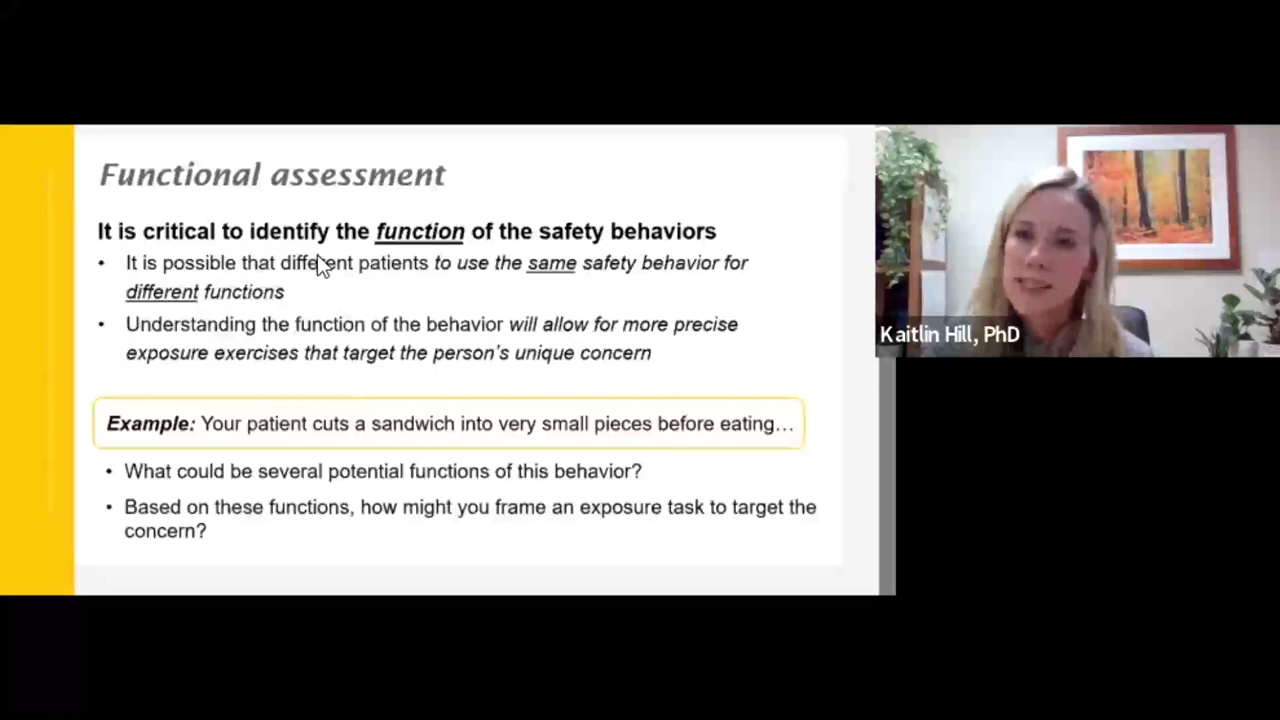 Functional assessment
It is critical to identify the function of the safety behaviors
• It is possible that different patients to use the same safety behavior for
different functions
• Understanding the function of the behavior will allow for more precise
exposure exercises that target the person's unique concern
Example: Your patient cuts a sandwich into very small pieces before eating…
• What could be several potential functions of this behavior?
• Based on these functions, how might you frame an exposure task to target the
concern?
Kaitlin Hill, PhD